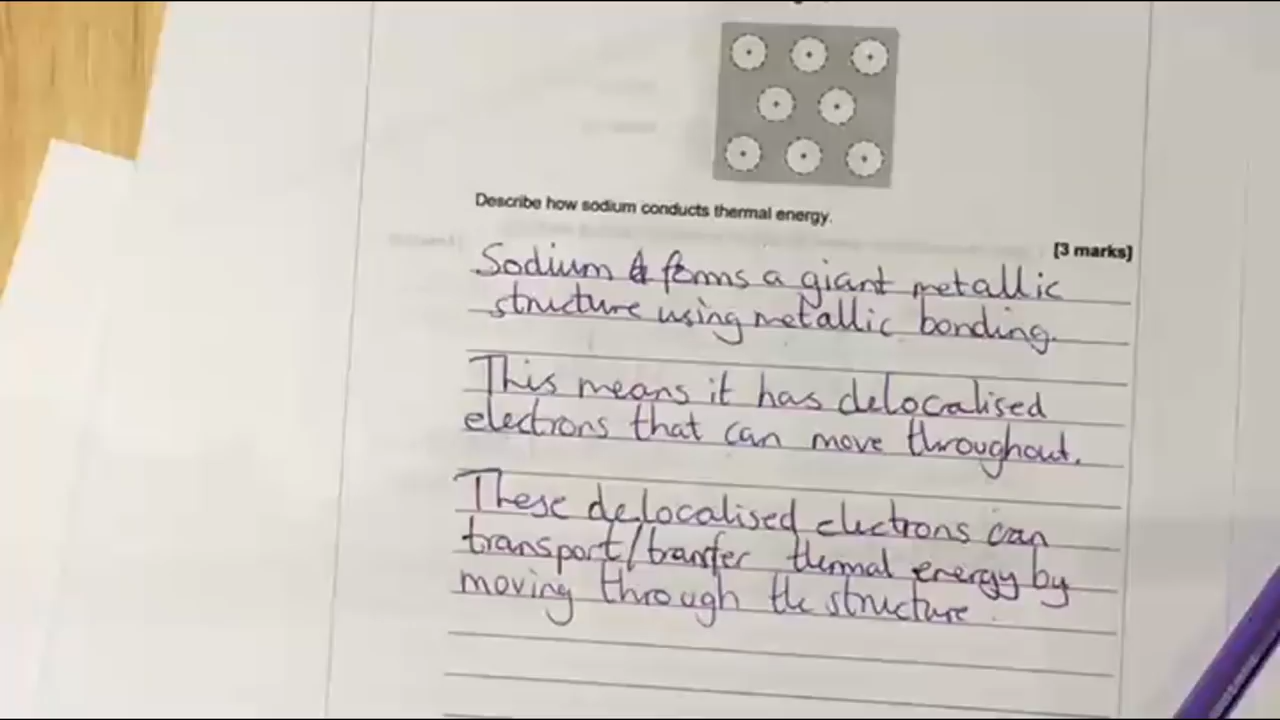 Describe how sodium conducts thermal energy.
[3 marks]
Sodium forms a giant metallic
structure using metallic bonding.
This means it has delocalised
electrons that can move throughout.
These delocalised electrons can
transport/transfer thermal energy by
moving through the structure.